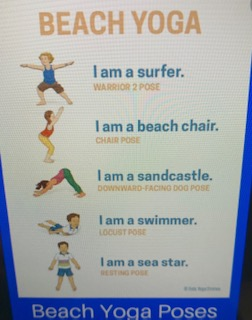 BEACH YOGA
I am a surfer.
WARRIOR 2 POSE
I am a beach chair.
CHAIR POSE
I am a sandcastle.
DOWNWARD-FACING DOG POSE
I am a swimmer.
LOCUST POSE
I am a sea star.
RESTING POSE
Beach Yoga Poses